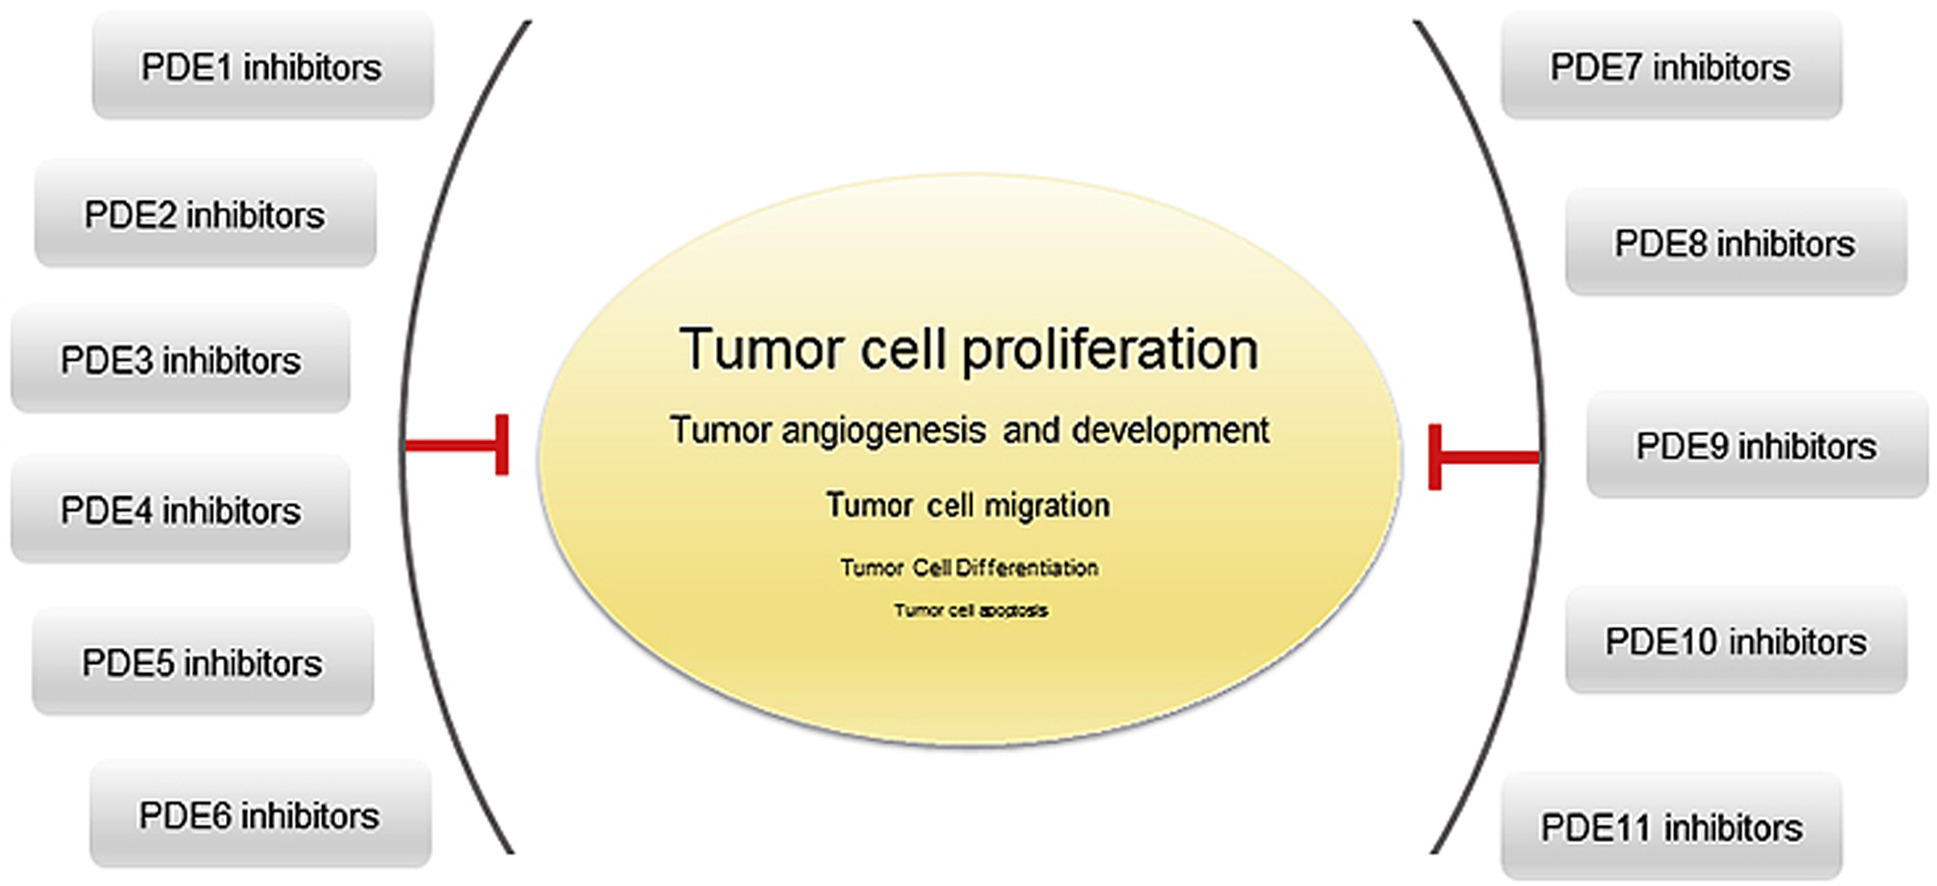 PDE1 inhibitors
PDE2 inhibitors
PDE3 inhibitors
PDE4 inhibitors
PDE5 inhibitors
PDE6 inhibitors
Tumor cell proliferation
Tumor angiogenesis and development
Tumor cell migration
Tumor Cell Differentiation
Tumor cell apoptosis
PDE7 inhibitors
PDE8 inhibitors
PDE9 inhibitors
PDE10 inhibitors
PDE11 inhibitors